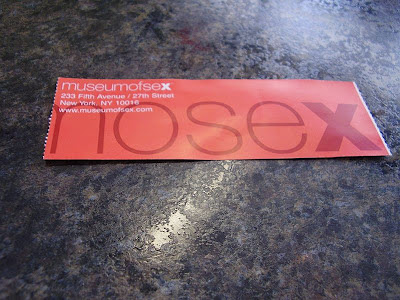 museumofsex
233 Fifth Avenue / 27th Street
New York, NY 10016
www.museumofsex.com
nosex